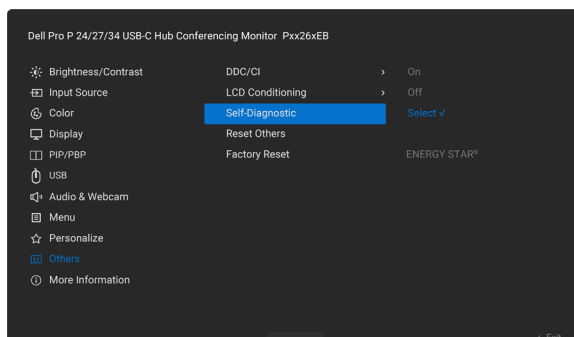 Dell Pro P 24/27/34 USB-C Hub Conferencing Monitor Pxx26xEB
Brightness/Contrast DDC/CI > On
Input Source LCD Conditioning > Off
Color Self-Diagnostic Select √
Display Reset Others
PIP/PBP Factory Reset ENERGY STAR®
USB
Audio & Webcam
Menu
Personalize
Others
More Information
Exit